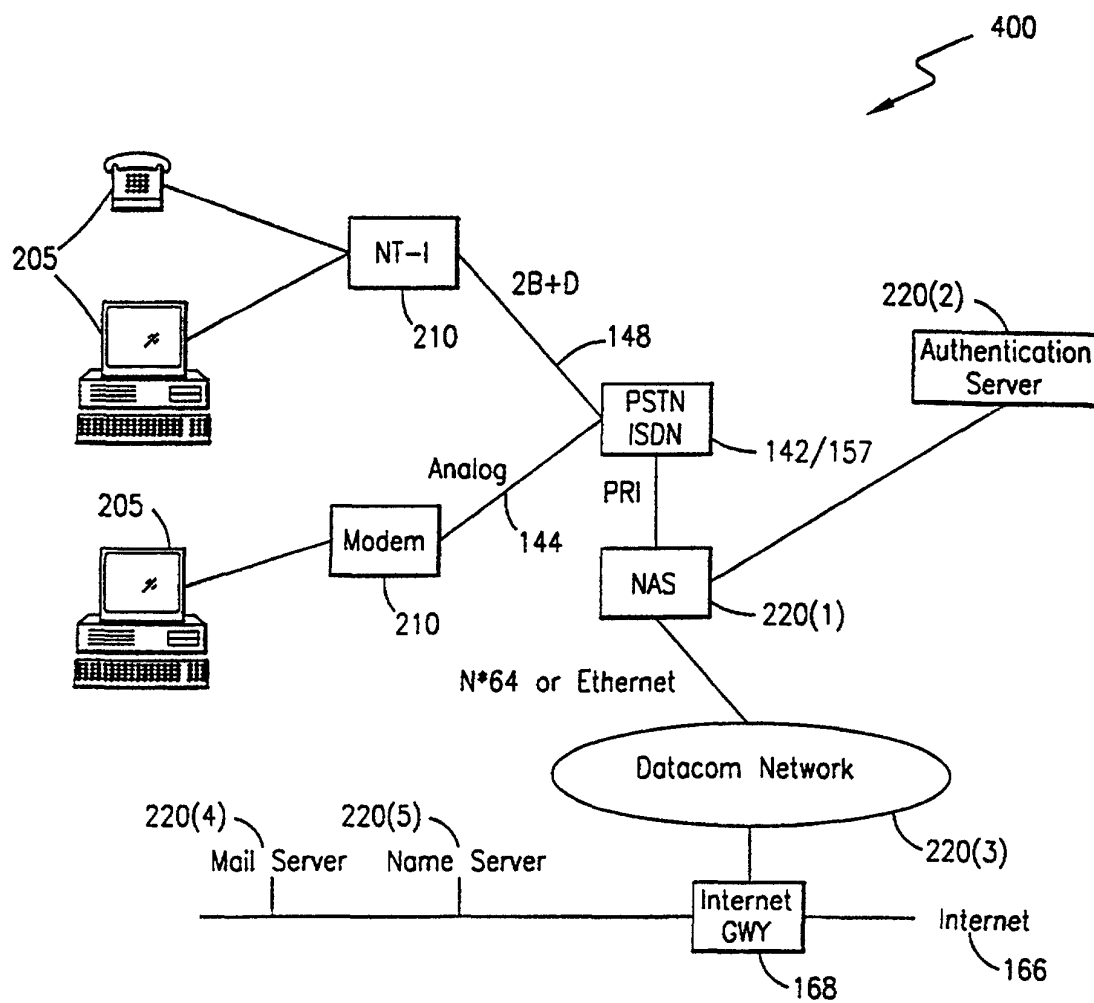 400
205
NT-1
210
2B+D
148
220(2)
Authentication
Server
PSTN
ISDN
142/157
Analog
144
PRI
205
Modem
210
NAS
220(1)
N*64 or Ethernet
Datacom Network
220(3)
220(4)
Mail Server
220(5)
Name Server
Internet
GWY
168
Internet
166